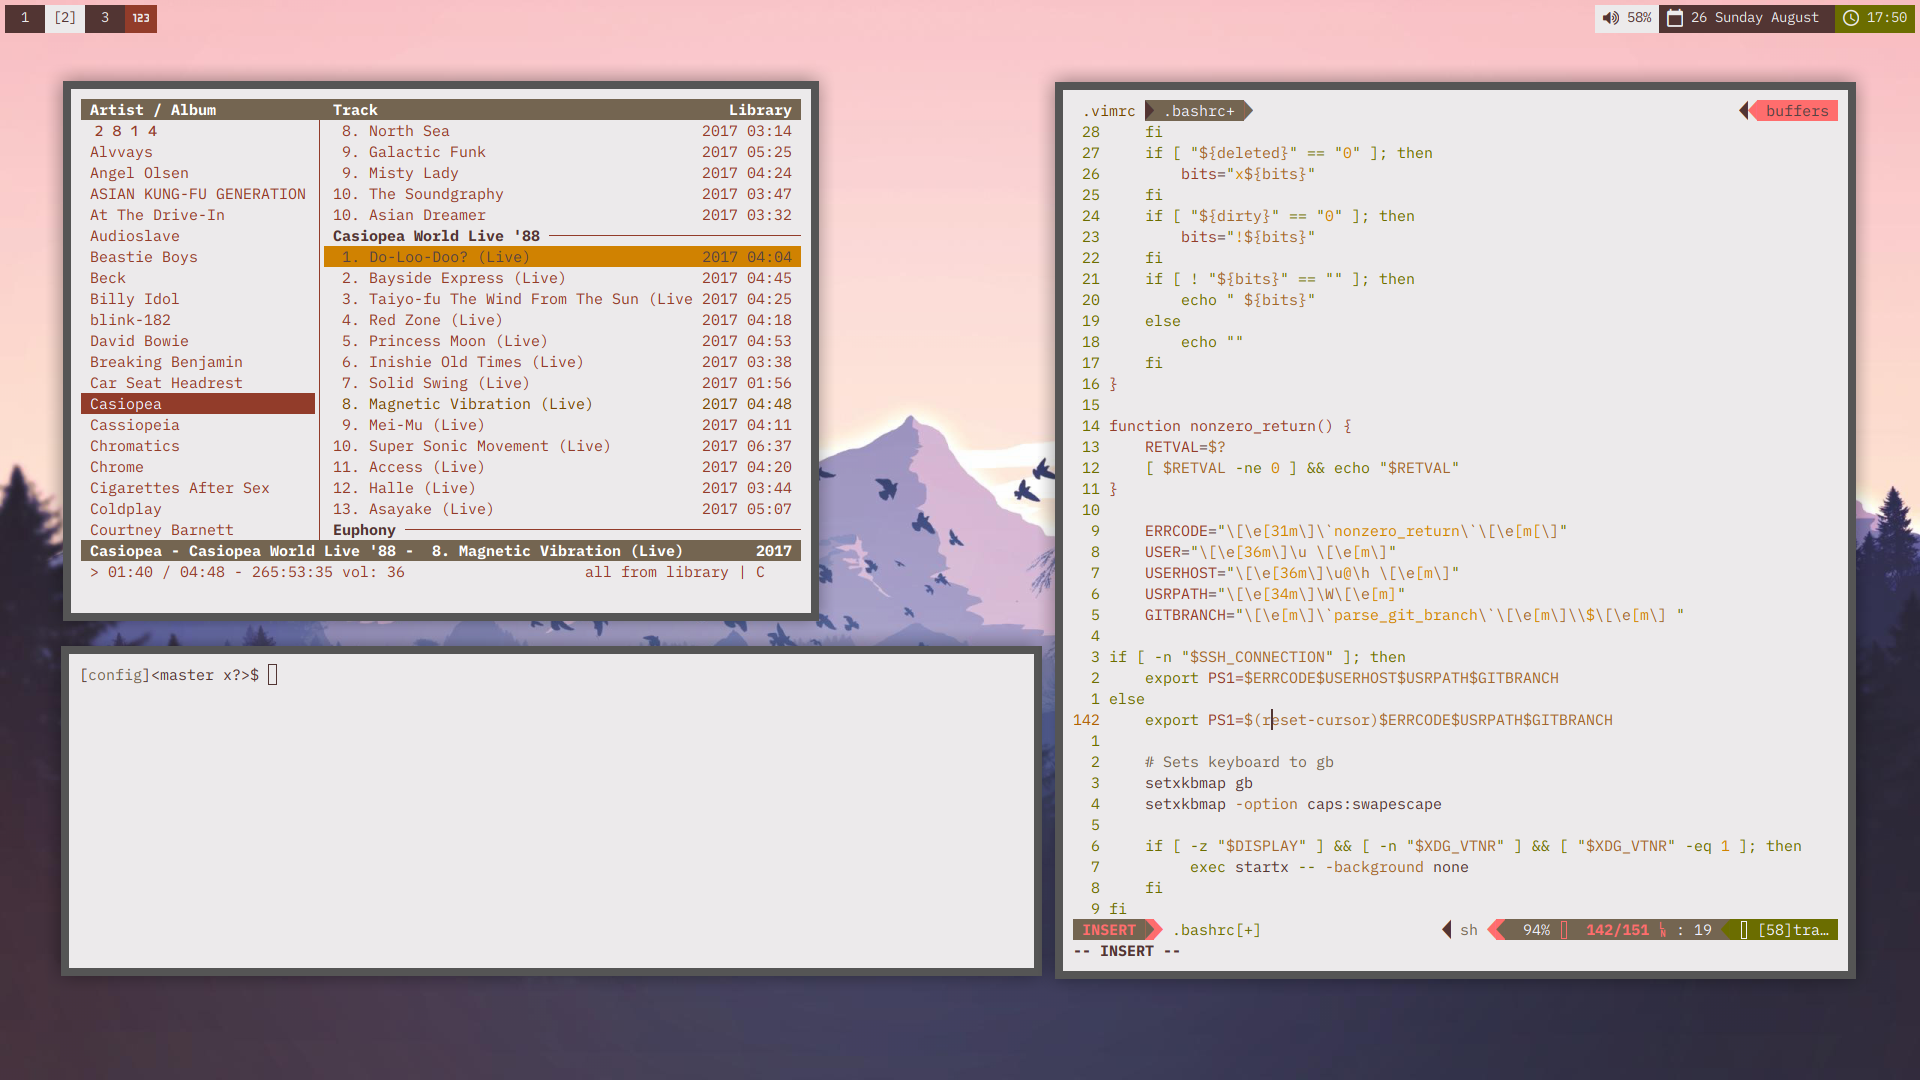 1 [2] 3 123
58% 26 Sunday August 17:50
Artist / Album Track Library
2 8 1 4 8. North Sea 2017 03:14
Alvvays 9. Galactic Funk 2017 05:25
Angel Olsen 9. Misty Lady 2017 04:24
ASIAN KUNG-FU GENERATION 10. The Soundgraphy 2017 03:47
At The Drive-In 10. Asian Dreamer 2017 03:32
Audioslave Casiopea World Live '88
Beastie Boys 1. Do-Loo-Doo? (Live) 2017 04:04
Beck 2. Bayside Express (Live) 2017 04:45
Billy Idol 3. Taiyo-fu The Wind From The Sun (Live 2017 04:25
blink-182 4. Red Zone (Live) 2017 04:18
David Bowie 5. Princess Moon (Live) 2017 04:53
Breaking Benjamin 6. Inishie Old Times (Live) 2017 03:38
Car Seat Headrest 7. Solid Swing (Live) 2017 01:56
Casiopea 8. Magnetic Vibration (Live) 2017 04:48
Cassiopeia 9. Mei-Mu (Live) 2017 04:11
Chromatics 10. Super Sonic Movement (Live) 2017 06:37
Chrome 11. Access (Live) 2017 04:20
Cigarettes After Sex 12. Halle (Live) 2017 03:44
Coldplay 13. Asayake (Live) 2017 05:07
Courtney Barnett Euphony
Casiopea - Casiopea World Live '88 - 8. Magnetic Vibration (Live) 2017
> 01:40 / 04:48 - 265:53:35 vol: 36 all from library | C
[config]<master x?>$
.vimrc .bashrc+ buffers
28 fi
27 if [ "${deleted}" == "0" ]; then
26 bits="x${bits}"
25 fi
24 if [ "${dirty}" == "0" ]; then
23 bits="!${bits}"
22 fi
21 if [ ! "${bits}" == "" ]; then
20 echo " ${bits}"
19 else
18 echo ""
17 fi
16 }
15
14 function nonzero_return() {
13 RETVAL=$?
12 [ $RETVAL -ne 0 ] && echo "$RETVAL"
11 }
10
9 ERRCODE="\[\e[31m\]\`nonzero_return\`\[\e[m[\]"
8 USER="\[\e[36m\]\u \[\e[m\]"
7 USERHOST="\[\e[36m\]\u@\h \[\e[m\]"
6 USRPATH="\[\e[34m\]\W\[\e[m]"
5 GITBRANCH="\[\e[m\]\`parse_git_branch\`\[\e[m\]\\$\[\e[m\] "
4
3 if [ -n "$SSH_CONNECTION" ]; then
2 export PS1=$ERRCODE$USERHOST$USRPATH$GITBRANCH
1 else
142 export PS1=$(reset-cursor)$ERRCODE$USRPATH$GITBRANCH
1
2 # Sets keyboard to gb
3 setxkbmap gb
4 setxkbmap -option caps:swapescape
5
6 if [ -z "$DISPLAY" ] && [ -n "$XDG_VTNR" ] && [ "$XDG_VTNR" -eq 1 ]; then
7 exec startx -- -background none
8 fi
9 fi
INSERT .bashrc[+] sh 94% 142/151 : 19 [58]tra…
-- INSERT --